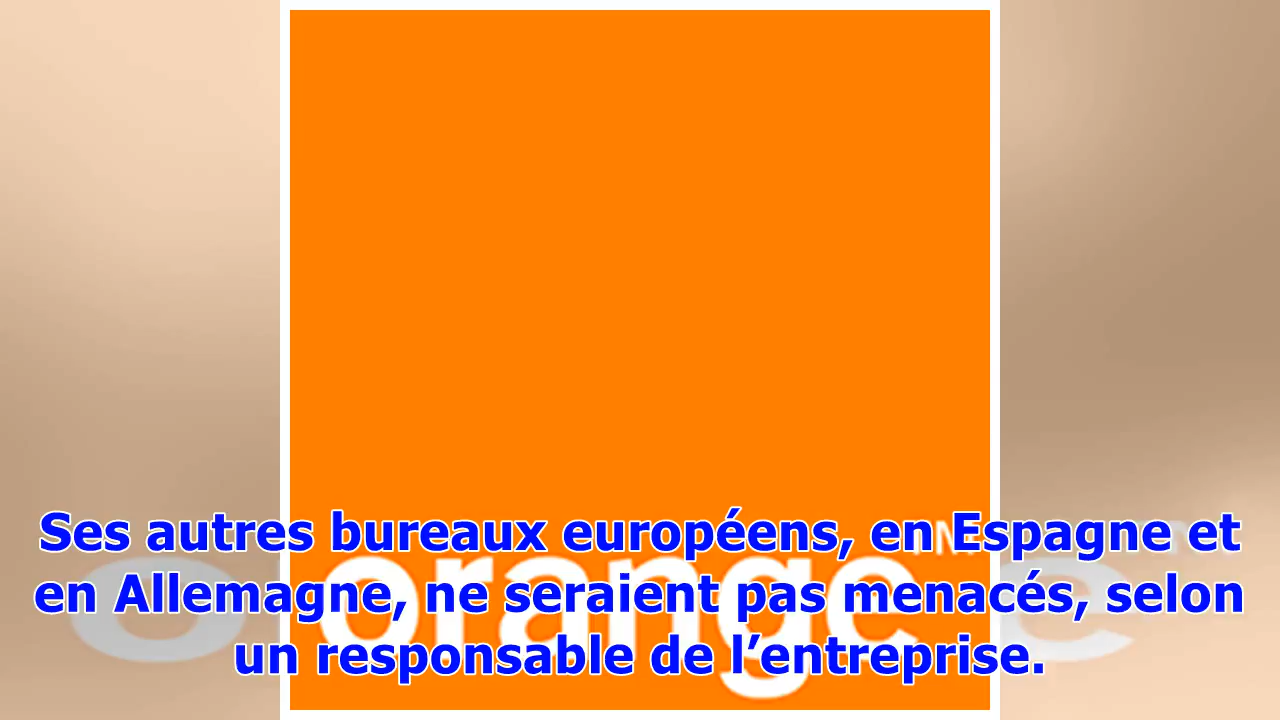 Ses autres bureaux européens, en Espagne et
en Allemagne, ne seraient pas menacés, selon
un responsable de l’entreprise.
orange